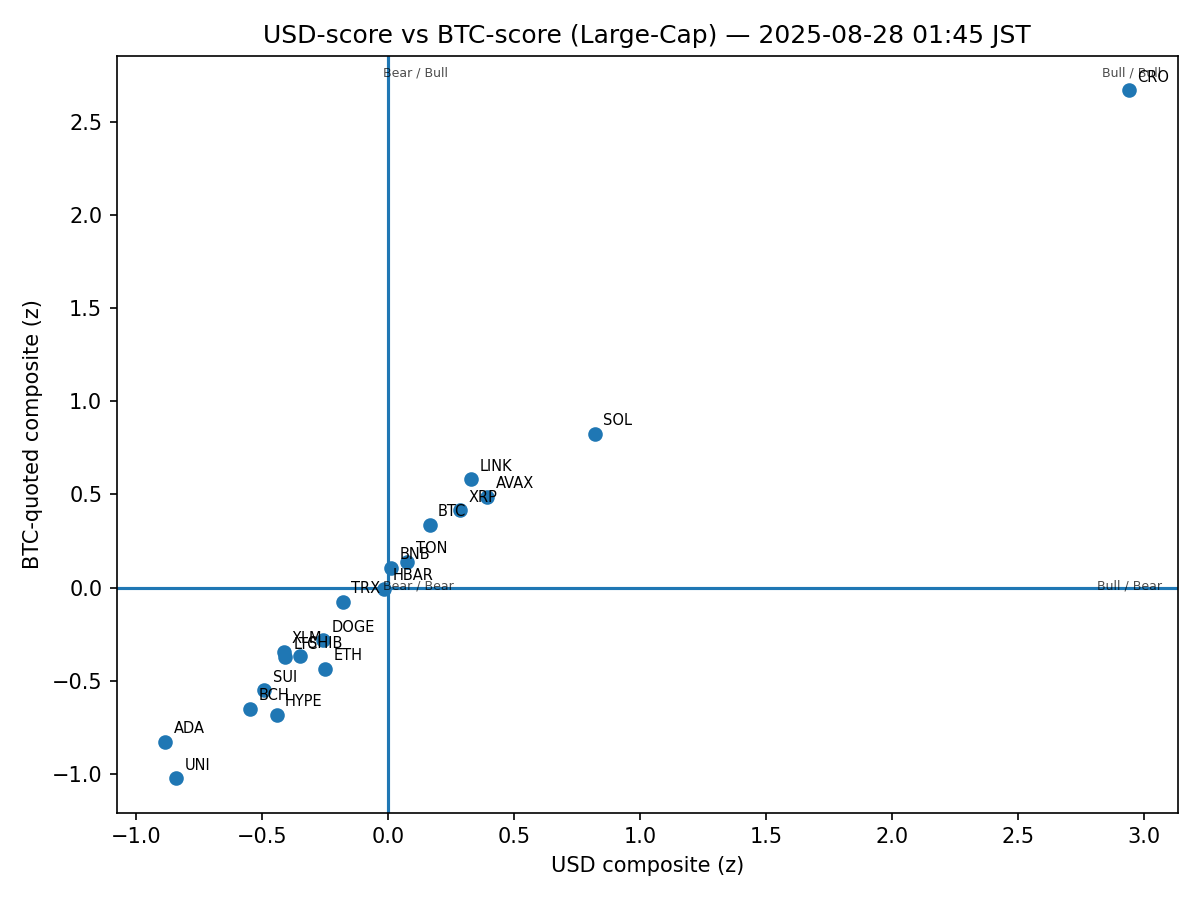 USD-score vs BTC-score (Large-Cap) — 2025-08-28 01:45 JST
Bear / Bull
Bull / Bull
CRO
2.5
2.0
1.5
1.0
0.5
0.0
−0.5
−1.0
BTC-quoted composite (z)
SOL
LINK
AVAX
XRP
BTC
TON
BNB
HBAR
TRX
Bear / Bear
Bull / Bear
DOGE
XLM
LTC
SHIB
ETH
SUI
BCH
HYPE
ADA
UNI
−1.0
−0.5
0.0
0.5
1.0
1.5
2.0
2.5
3.0
USD composite (z)